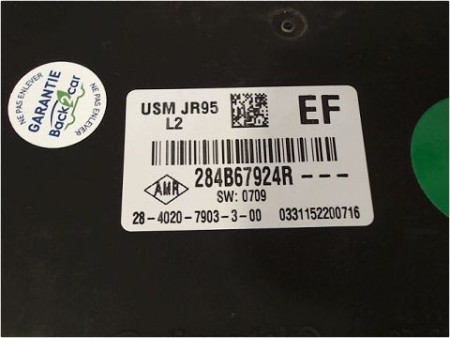 NE PAS ENLEVER
GARANTIE
Back2car
NE PAS ENLEVER
USM JR95
L2
EF
AMR
284B67924R - - -
SW: 0709
28-4020-7903-3-00 0331152200716